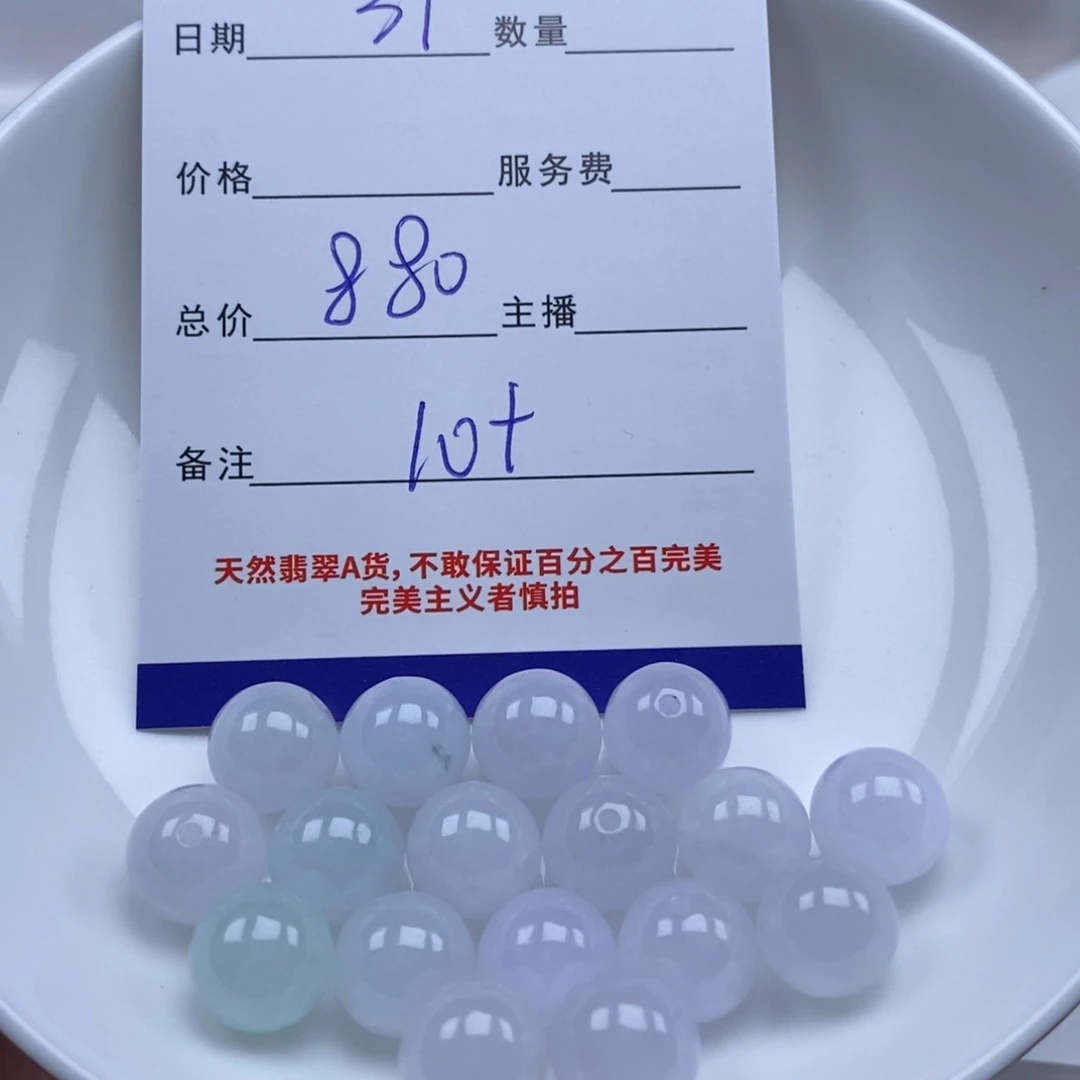 日期 31 数量
价格 服务费
总价 880 主播
备注 10+
天然翡翠A货,不敢保证百分之百完美
完美主义者慎拍